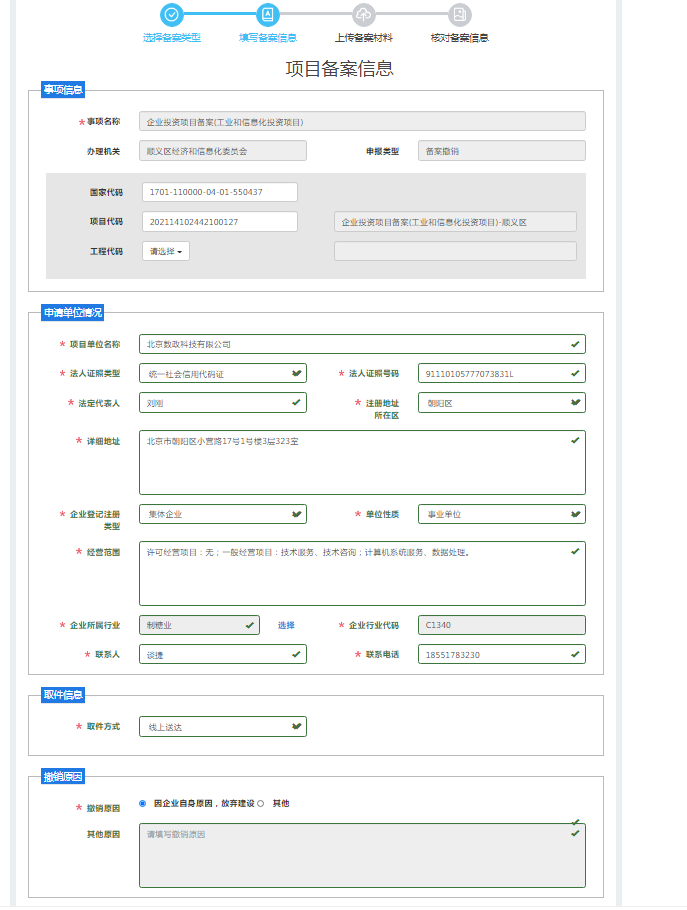 选择备案类型 填写备案信息 上传备案材料 核对备案信息
项目备案信息
事项信息
* 事项名称 企业投资项目备案(工业和信息化投资项目)
办理机关 顺义区经济和信息化委员会 申报类型 备案撤销
国家代码 1701-110000-04-01-550437
项目代码 202114102442100127 企业投资项目备案(工业和信息化投资项目)-顺义区
工程代码 请选择
申请单位情况
* 项目单位名称 北京数政科技有限公司
* 法人证照类型 统一社会信用代码证 * 法人证照号码 91110105777073831L
* 法定代表人 刘刚 * 注册地址 朝阳区
所在区
* 详细地址 北京市朝阳区小营路17号1号楼3层323室
* 企业登记注册 集体企业 * 单位性质 事业单位
类型
* 经营范围 许可经营项目：无；一般经营项目：技术服务、技术咨询；计算机系统服务、数据处理。
* 企业所属行业 制糖业 选择 * 企业行业代码 C1340
* 联系人 谈捷 * 联系电话 18551783230
取件信息
* 取件方式 线上送达
撤销原因
* 撤销原因 因企业自身原因，放弃建设 其他
其他原因 请填写撤销原因